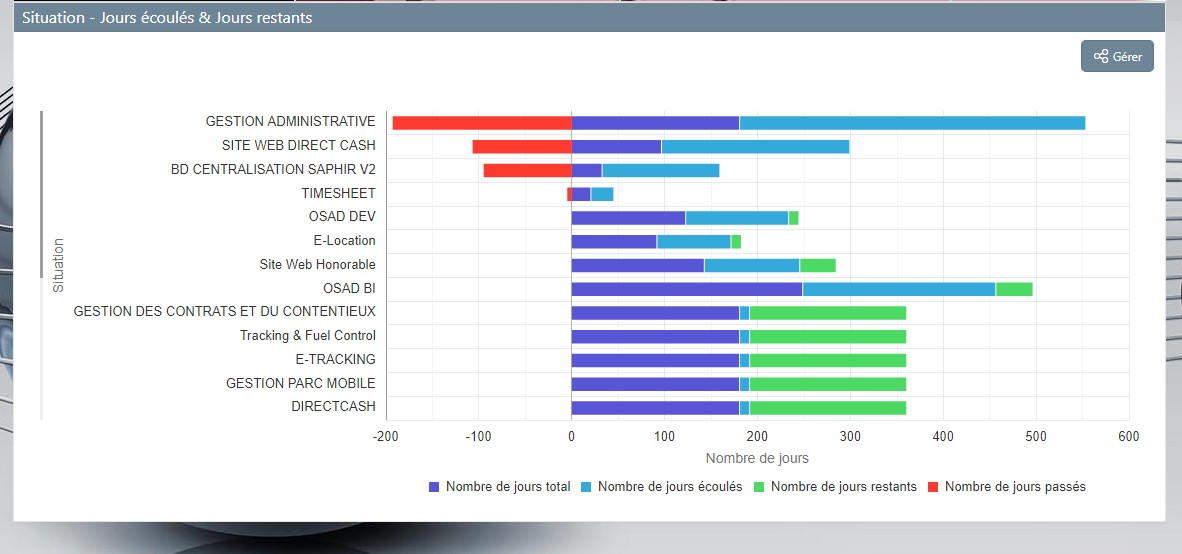 Situation - Jours écoulés & Jours restants
Gérer
GESTION ADMINISTRATIVE
SITE WEB DIRECT CASH
BD CENTRALISATION SAPHIR V2
TIMESHEET
OSAD DEV
E-Location
Site Web Honorable
OSAD BI
GESTION DES CONTRATS ET DU CONTENTIEUX
Tracking & Fuel Control
E-TRACKING
GESTION PARC MOBILE
DIRECTCASH
Situation
-200 -100 0 100 200 300 400 500 600
Nombre de jours
Nombre de jours total Nombre de jours écoulés Nombre de jours restants Nombre de jours passés